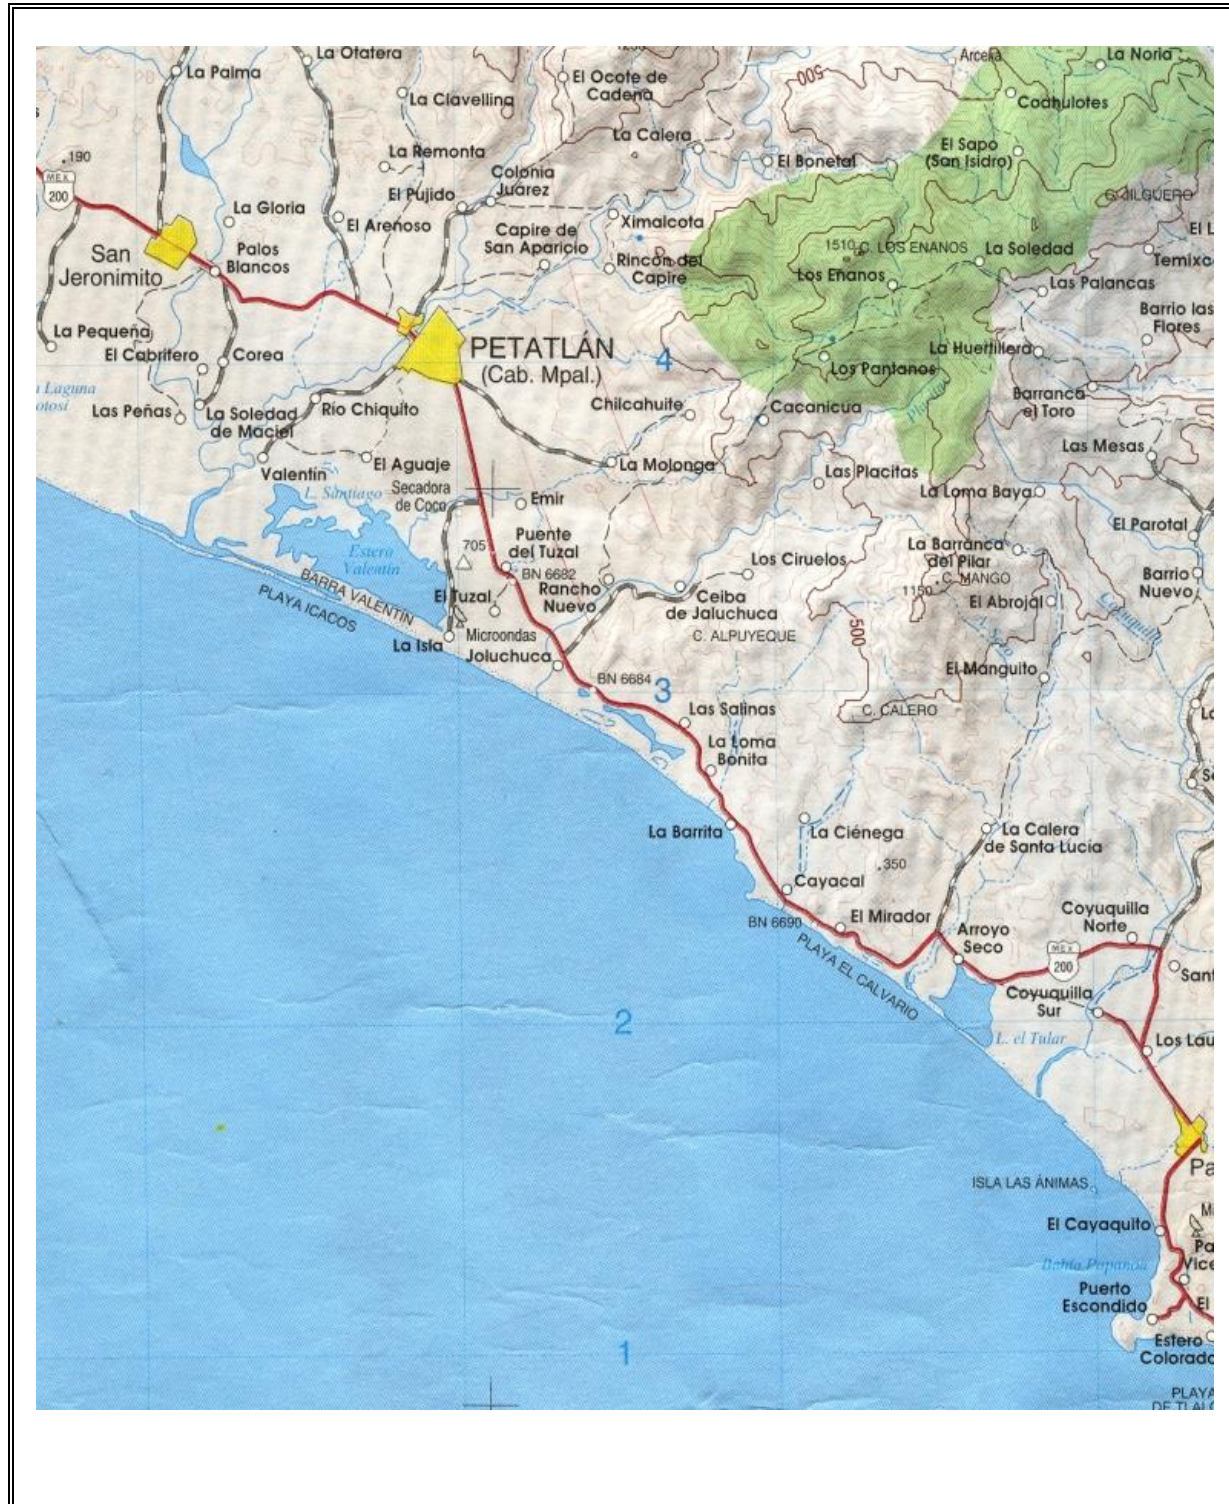 La Otatera
La Palma
El Ocote de
Cadena
Arcelia
La Noria
500
La Clavellina
Coahulotes
La Calera
El Sapo
(San Isidro)
.190
La Remonta
El Bonetal
MEX
200
Colonia
Juárez
El Pujido
La Gloria
El Arenoso
Ximalcota
Capire de
San Aparicio
San
Jeronimito
Palos
Blancos
Rincón del
Capire
1510
C. LOS ENANOS
La Soledad
Los Enanos
Las Palancas
Barrio las
Flores
La Pequeña
El Cabritero
Corea
PETATLÁN
(Cab. Mpal.)
4
Los Pantanos
La Huertillera
Barranca
el Toro
Las Peñas
La Soledad
de Maciel
Río Chiquito
Chilcahuite
Cacanicua
Las Mesas
Valentín
El Aguaje
La Molonga
Las Placitas
L. Santiago
Secadora
de Coco
Emir
La Loma Baya
El Parotal
Estero
Valentín
705
Puente
del Tuzal
BN 6682
Los Ciruelos
La Barranca
del Pilar
C. MANGO
1150
Barrio
Nuevo
BARRA VALENTÍN
PLAYA ICACOS
El Tuzal
Rancho
Nuevo
Ceiba
de Jaluchuca
El Abrojal
La Isla
Microondas
Joluchuca
C. ALPUYEQUE
500
El Manguito
BN 6684
3
Las Salinas
C. CALERO
La Loma
Bonita
La Barrita
La Ciénega
La Calera
de Santa Lucía
.350
Cayacal
BN 6690
El Mirador
Arroyo
Seco
Coyuquilla
Norte
MEX
200
PLAYA EL CALVARIO
Coyuquilla
Sur
2
L. el Tular
ISLA LAS ÁNIMAS
El Cayaquito
Bahía Papanoa
Puerto
Escondido
1
Estero
Colorado
PLAYA